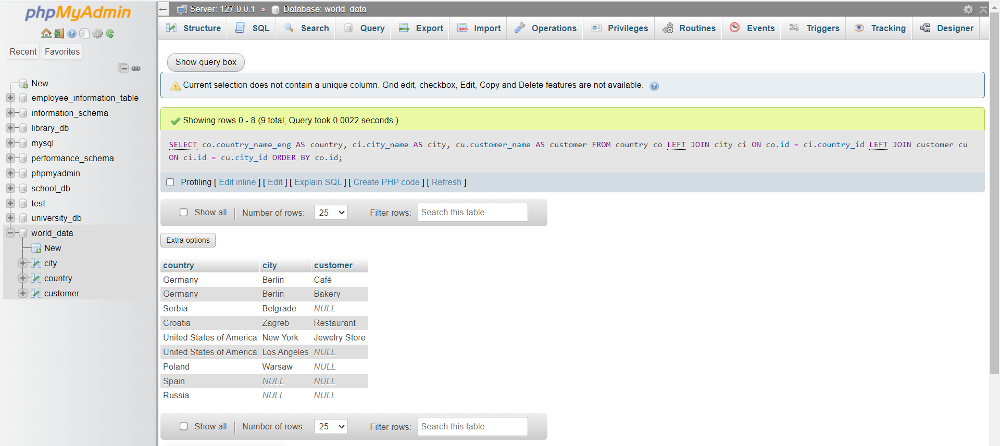 phpMyAdmin
Recent
Favorites
New
employee_information_table
information_schema
library_db
mysql
performance_schema
phpmyadmin
school_db
test
university_db
world_data
New
city
country
customer
Server: 127.0.0.1 » Database: world_data
Structure SQL Search Query Export Import Operations Privileges Routines Events Triggers Tracking Designer
Show query box
Current selection does not contain a unique column. Grid edit, checkbox, Edit, Copy and Delete features are not available.
Showing rows 0 - 8 (9 total, Query took 0.0022 seconds.)
SELECT co.country_name_eng AS country, ci.city_name AS city, cu.customer_name AS customer FROM country co LEFT JOIN city ci ON co.id = ci.country_id LEFT JOIN customer cu
ON ci.id = cu.city_id ORDER BY co.id;
Profiling [ Edit inline ] [ Edit ] [ Explain SQL ] [ Create PHP code ] [ Refresh ]
Show all | Number of rows: 25 Filter rows: Search this table
Extra options
country city customer
Germany Berlin Café
Germany Berlin Bakery
Serbia Belgrade NULL
Croatia Zagreb Restaurant
United States of America New York Jewelry Store
United States of America Los Angeles NULL
Poland Warsaw NULL
Spain NULL NULL
Russia NULL NULL
Show all | Number of rows: 25 Filter rows: Search this table